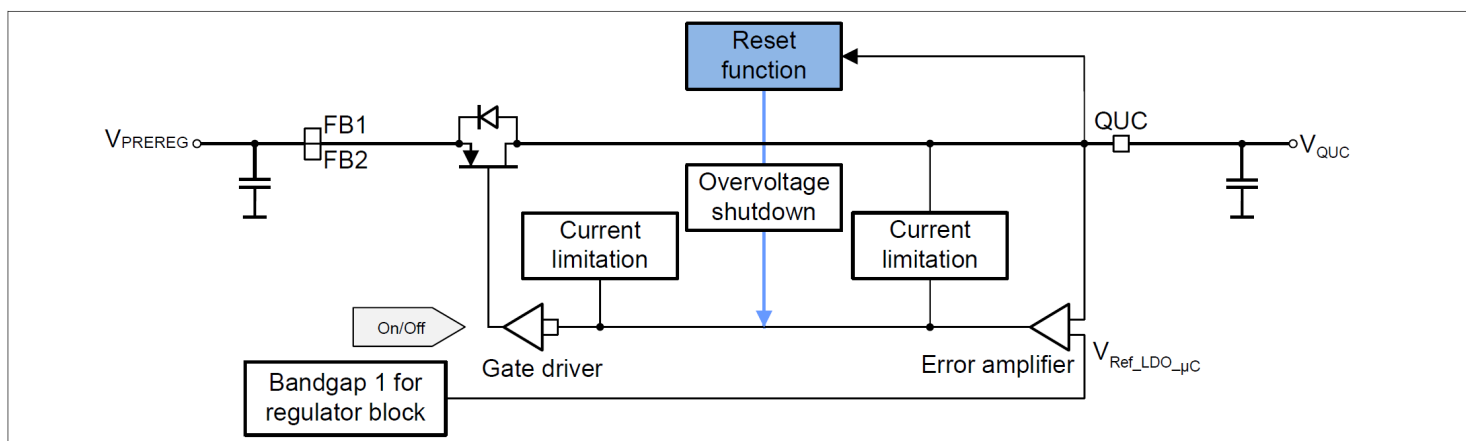 Reset
function
FB1
QUC
VPREREG
FB2
VQUC
Overvoltage
shutdown
Current
limitation
Current
limitation
On/Off
Gate driver
Error amplifier
VRef_LDO_µC
Bandgap 1 for
regulator block